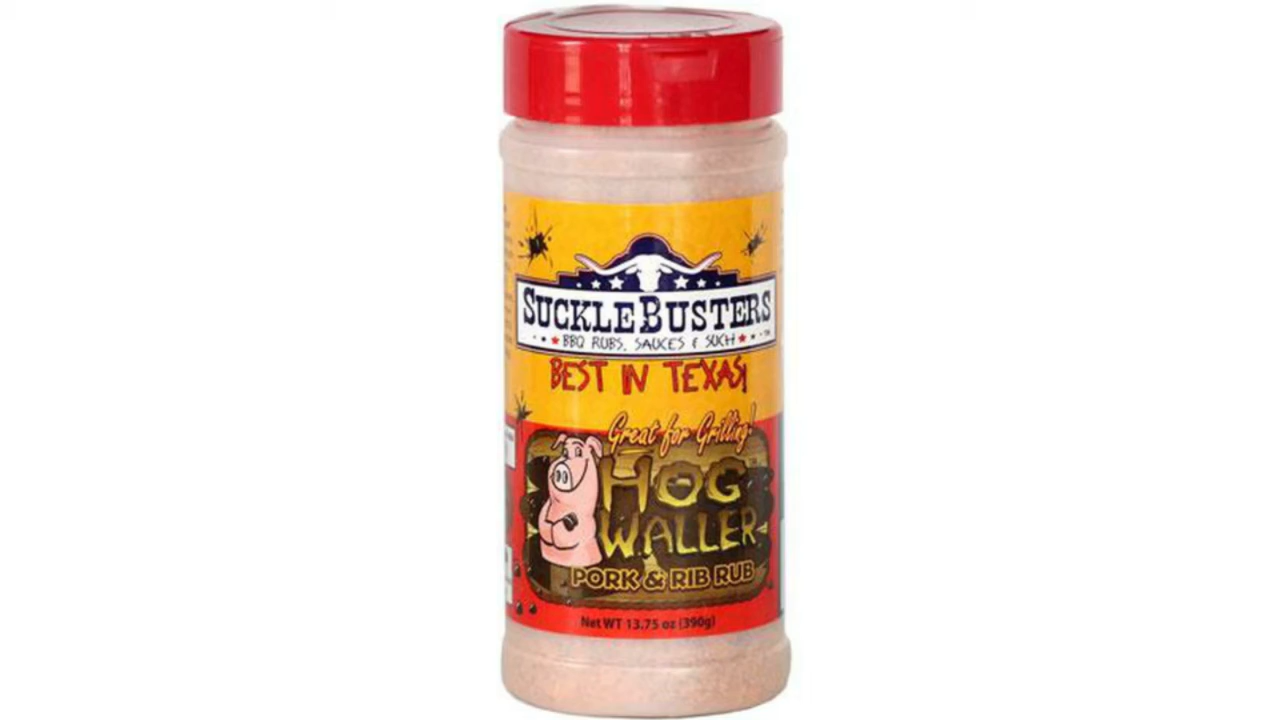 SUCKLEBUSTERS
BBQ RUBS, SAUCES & SUCH
TM
BEST IN TEXAS!
Great for Grilling!
HOG
WALLER
PORK & RIB RUB
Net WT 13.75 oz (390g)